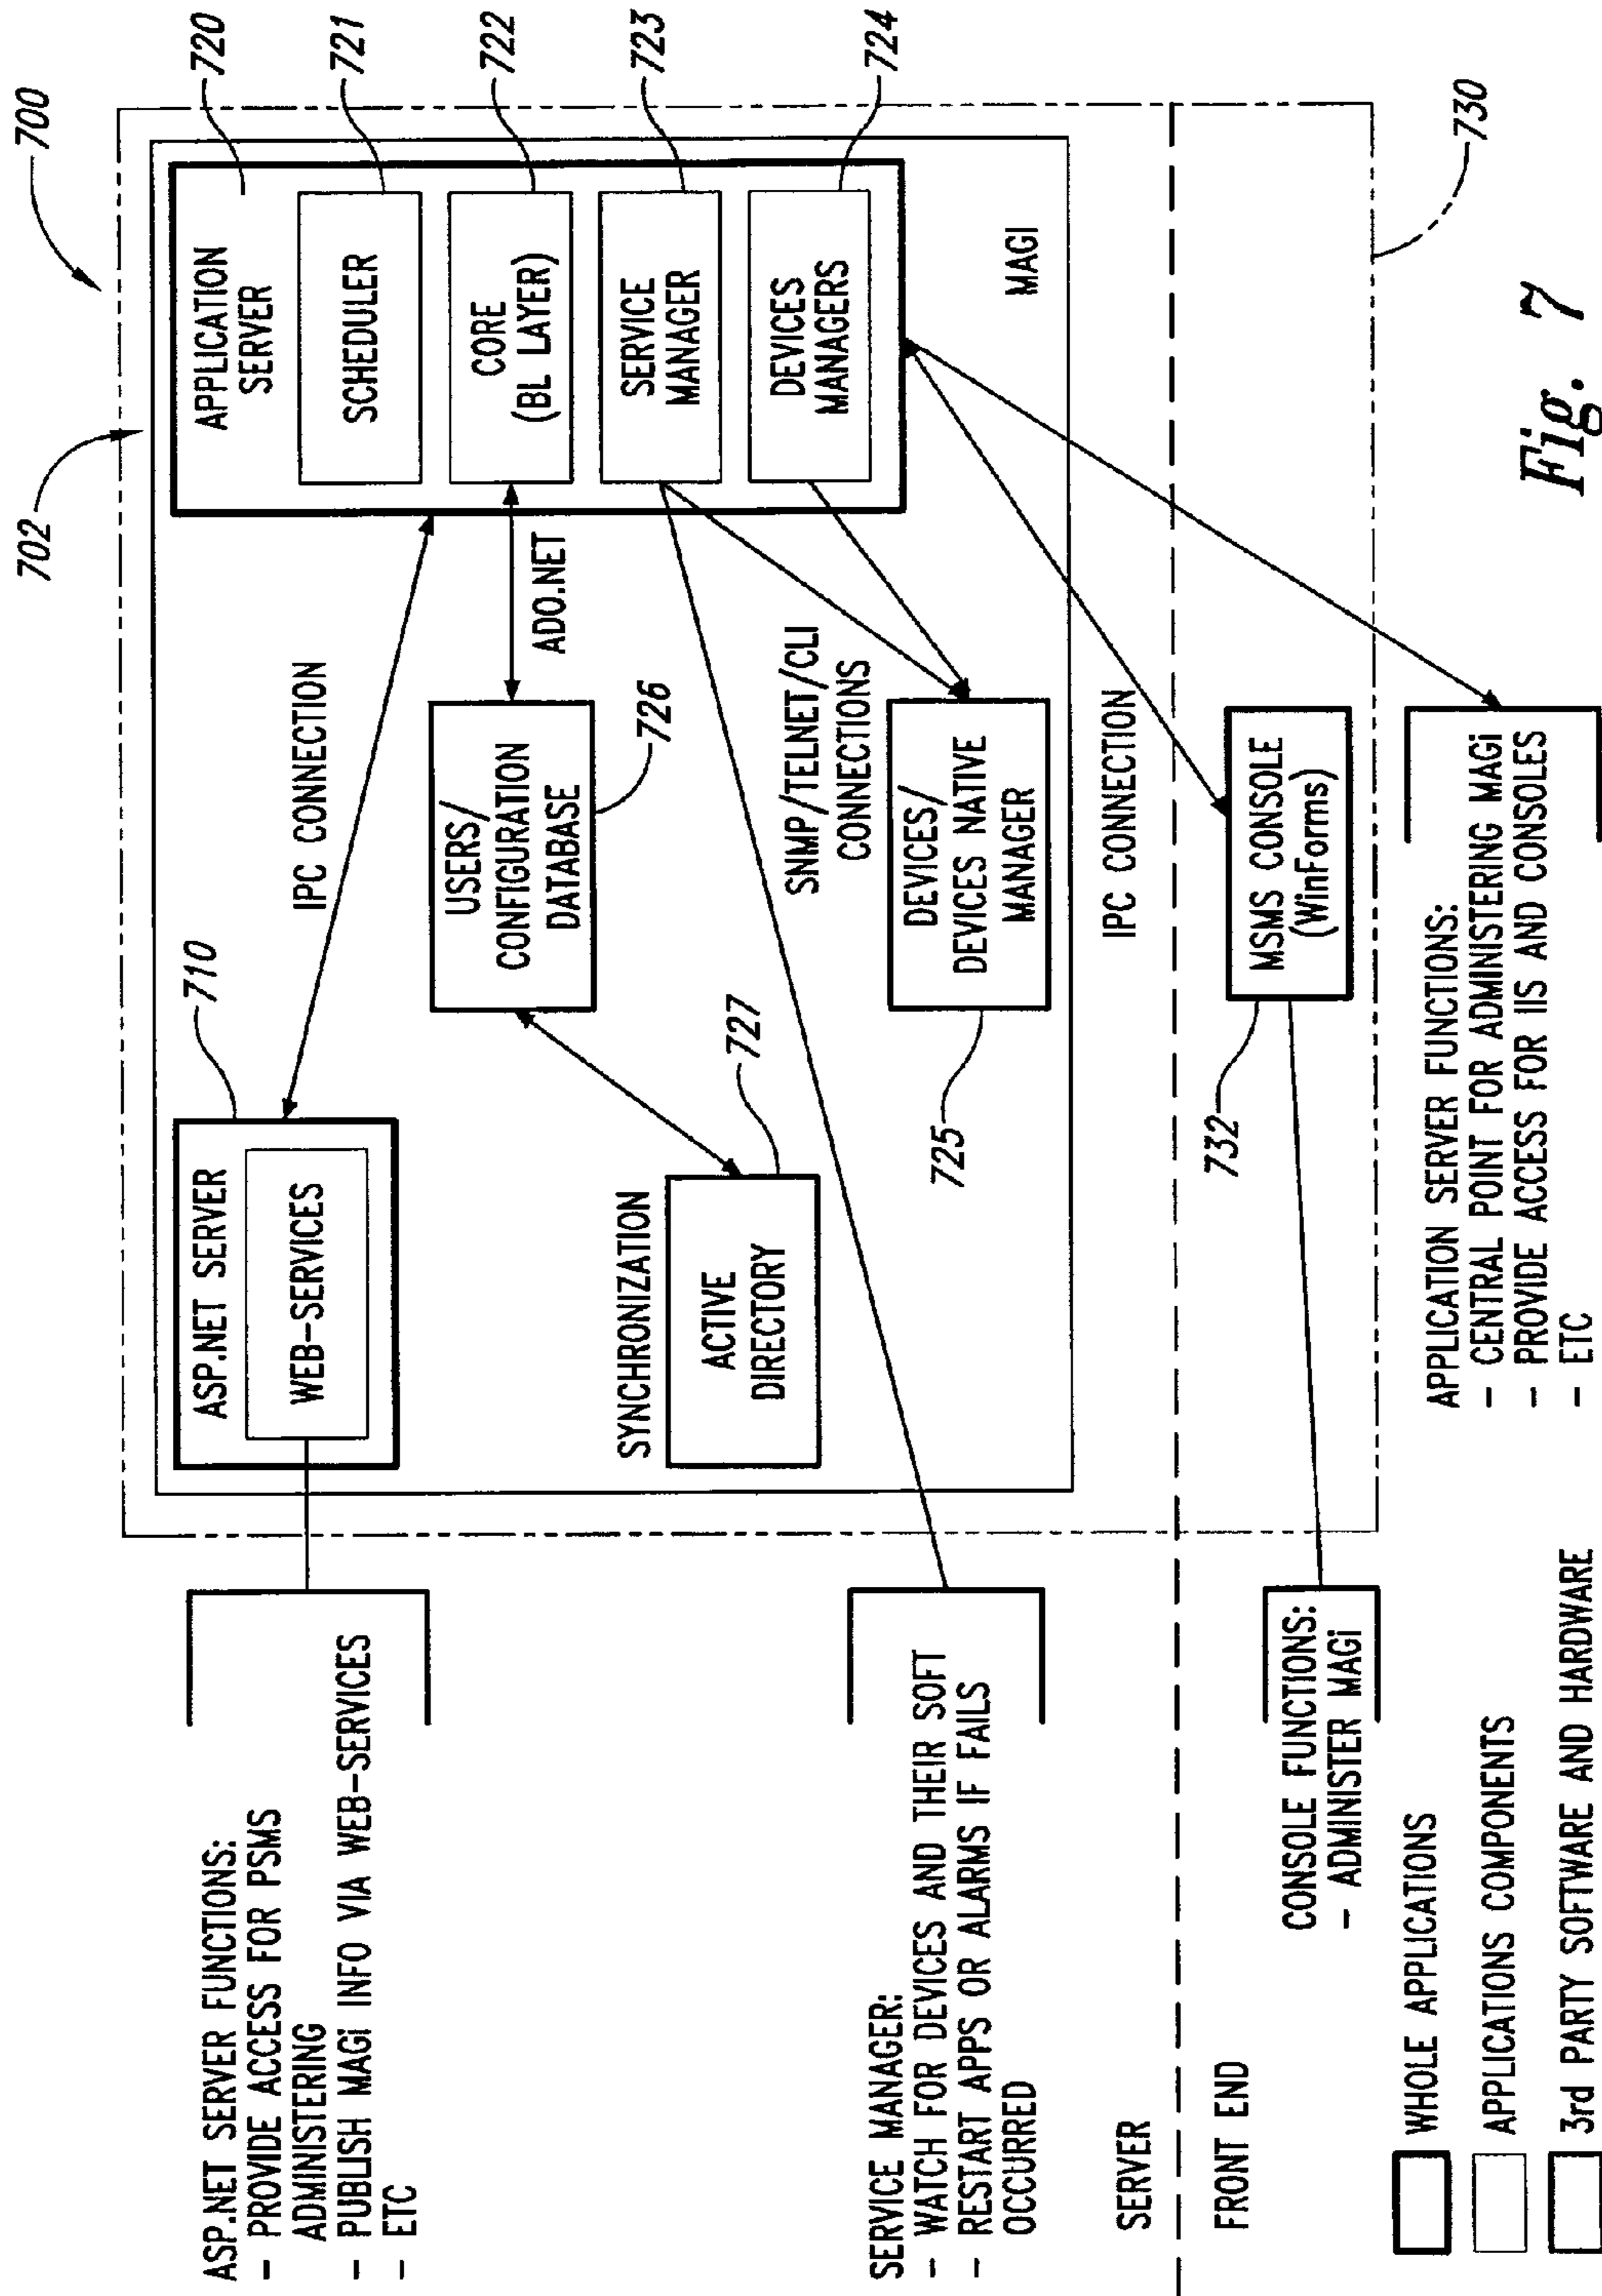 700
702
ASP.NET SERVER FUNCTIONS:
- PROVIDE ACCESS FOR PSMS
ADMINISTERING
- PUBLISH MAGi INFO VIA WEB-SERVICES
- ETC
710
ASP.NET SERVER
WEB-SERVICES
IPC CONNECTION
APPLICATION
SERVER
720
SCHEDULER
721
CORE
(BL LAYER)
722
SERVICE
MANAGER
723
DEVICES
MANAGERS
724
ADO.NET
USERS/
CONFIGURATION
DATABASE
726
SYNCHRONIZATION
ACTIVE
DIRECTORY
727
SNMP/TELNET/CLI
CONNECTIONS
DEVICES/
DEVICES NATIVE
MANAGER
725
MAGI
SERVICE MANAGER:
- WATCH FOR DEVICES AND THEIR SOFT
- RESTART APPS OR ALARMS IF FAILS
OCCURRED
IPC CONNECTION
SERVER
FRONT END
732
MSMS CONSOLE
(WinForms)
730
CONSOLE FUNCTIONS:
- ADMINISTER MAGi
WHOLE APPLICATIONS
APPLICATIONS COMPONENTS
3rd PARTY SOFTWARE AND HARDWARE
APPLICATION SERVER FUNCTIONS:
- CENTRAL POINT FOR ADMINISTERING MAGi
- PROVIDE ACCESS FOR IIS AND CONSOLES
- ETC
Fig. 7